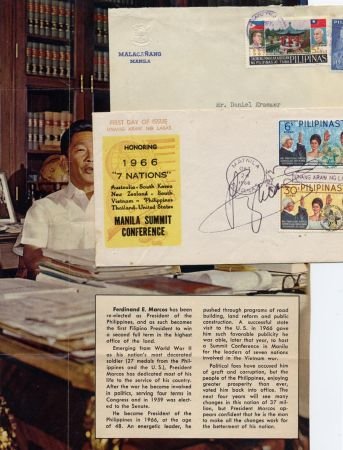 MALACAÑANG
MANILA
PILIPINAS
Mr. Daniel Kraemer
FIRST DAY OF ISSUE
UNANG ARAW NG LABAS
HONORING
1966
"7 NATIONS"
Australia - South Korea
New Zealand - South
Vietnam - Philippines
Thailand - United States
MANILA SUMMIT
CONFERENCE
MAYNILA
6s PILIPINAS
UNANG ARAW NG
30s PILIPINAS
Ferdinand E. Marcos has been
re-elected as President of the
Philippines, and as such becomes
the first Filipino President to win
a second full term in the highest
office of the land.
Emerging from World War II
as his nation's most decorated
soldier (27 medals from the Phil-
ippines and the U.S.), President
Marcos has dedicated most of his
life to the service of his country.
After the war he become involved
in politics, serving four terms in
Congress and in 1959 was elect-
ed to the Senate.
He became President of the
Philippines in 1966, at the age
of 48. An energetic leader, he
pushed through programs of road
building, land reform and public
construction. A successful state
visit to the U.S. in 1966 gave
him such favorable publicity he
was able, later that year, to host
a Summit Conference in Manila
for the leaders of seven nations
involved in the Vietnam war.
Political foes have accused him
of graft and corruption, but the
people of the Philippines, enjoying
greater prosperity than ever,
voted him back into office. The
next four years will see many
changes in this nation of 37 mil-
lion, but President Marcos ap-
pears confident that he is the man
to make all the changes work for
the betterment of his nation.